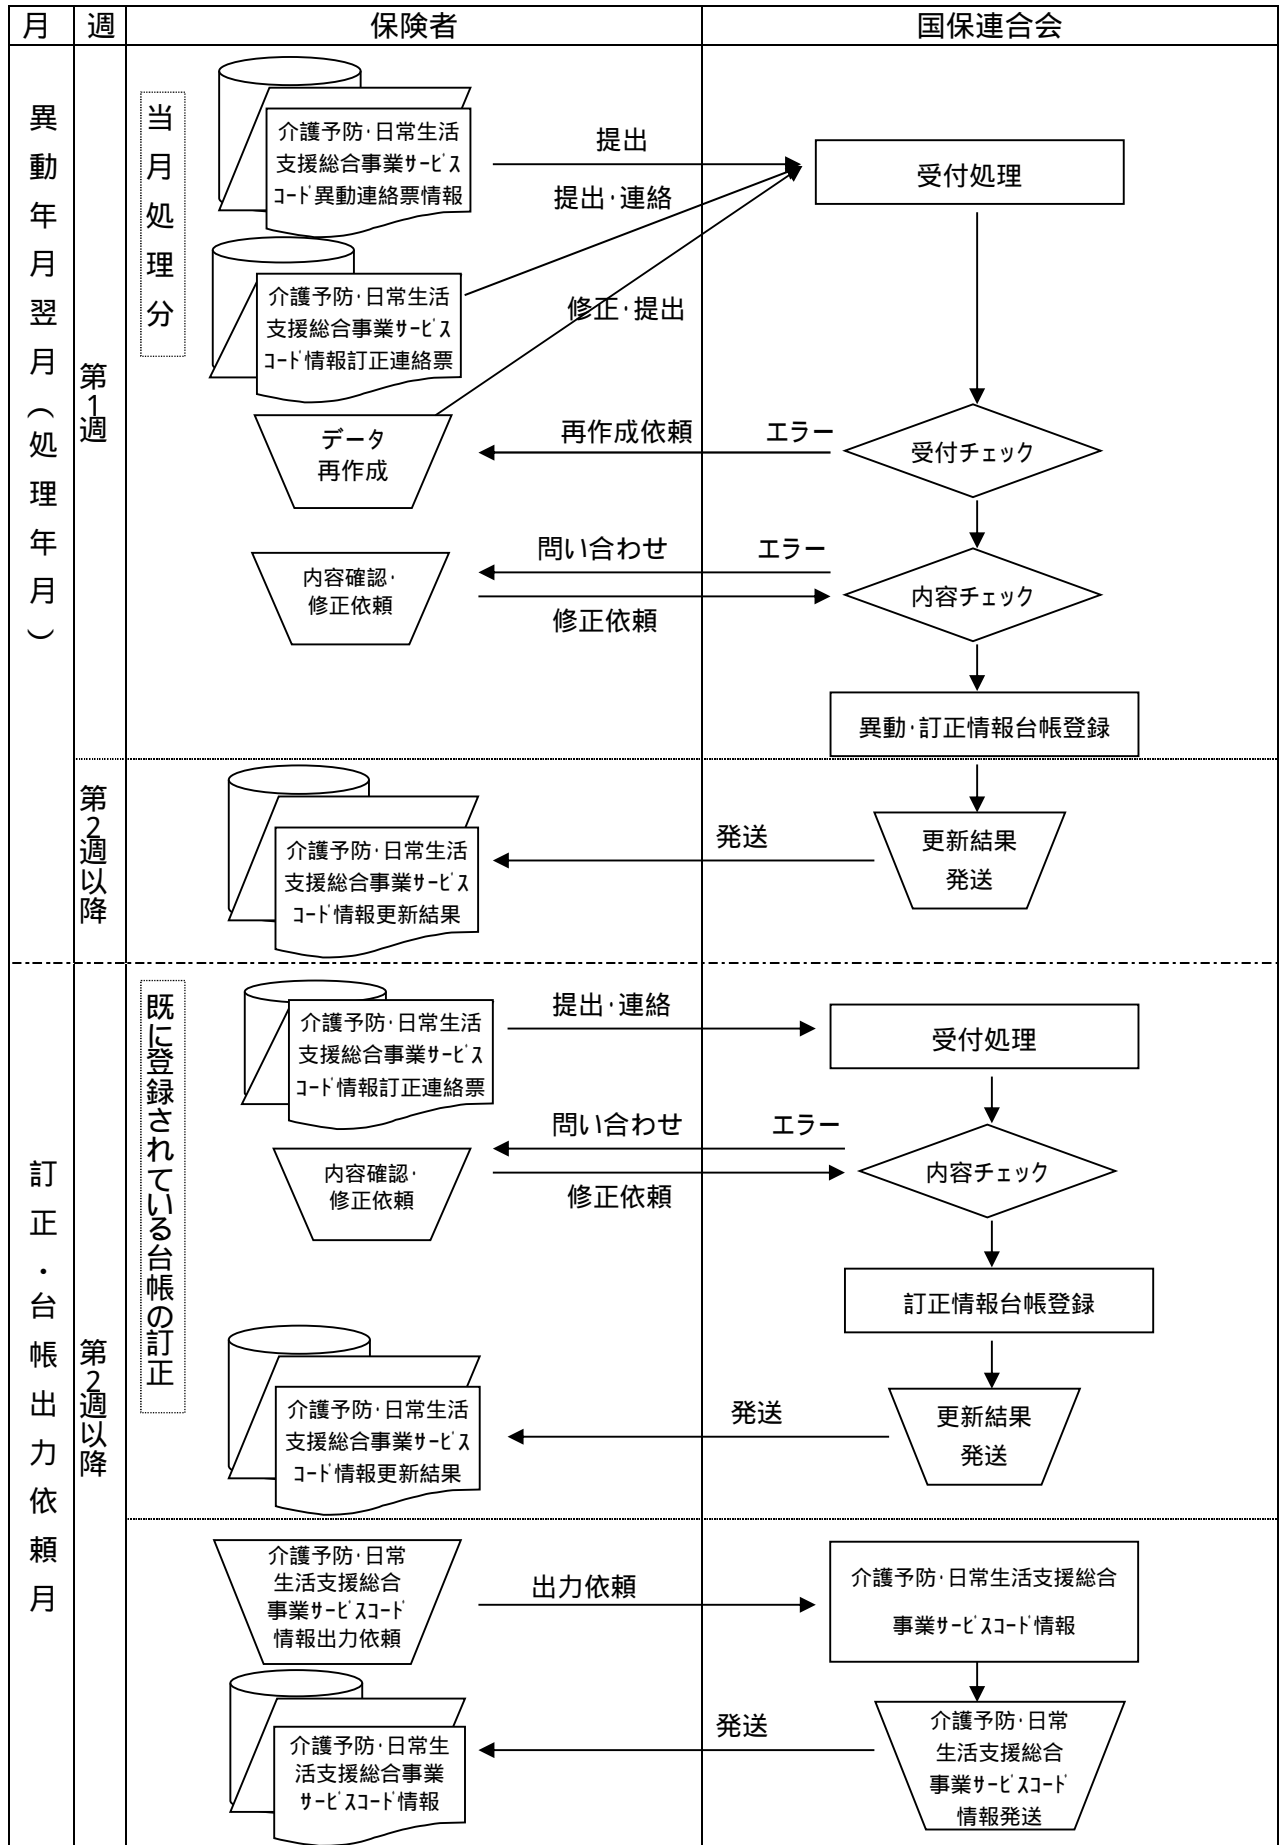 月
週
保険者
国保連合会
異動年月翌月（処理年月）
第1週
当月処理分
介護予防･日常生活
支援総合事業ｻｰﾋﾞｽ
ｺｰﾄﾞ異動連絡票情報
提出
受付処理
提出･連絡
介護予防･日常生活
支援総合事業ｻｰﾋﾞｽ
ｺｰﾄﾞ情報訂正連絡票
修正･提出
データ
再作成
再作成依頼
エラー
受付チェック
問い合わせ
エラー
内容確認･
修正依頼
修正依頼
内容チェック
異動･訂正情報台帳登録
第2週以降
介護予防･日常生活
支援総合事業ｻｰﾋﾞｽ
ｺｰﾄﾞ情報更新結果
発送
更新結果
発送
訂正・台帳出力依頼月
第2週以降
既に登録されている台帳の訂正
介護予防･日常生活
支援総合事業ｻｰﾋﾞｽ
ｺｰﾄﾞ情報訂正連絡票
提出･連絡
受付処理
問い合わせ
エラー
内容確認･
修正依頼
修正依頼
内容チェック
訂正情報台帳登録
介護予防･日常生活
支援総合事業ｻｰﾋﾞｽ
ｺｰﾄﾞ情報更新結果
発送
更新結果
発送
介護予防･日常
生活支援総合
事業ｻｰﾋﾞｽｺｰﾄﾞ
情報出力依頼
出力依頼
介護予防･日常生活支援総合
事業ｻｰﾋﾞｽｺｰﾄﾞ情報
介護予防･日常生
活支援総合事業
ｻｰﾋﾞｽｺｰﾄﾞ情報
発送
介護予防･日常
生活支援総合
事業ｻｰﾋﾞｽｺｰﾄﾞ
情報発送